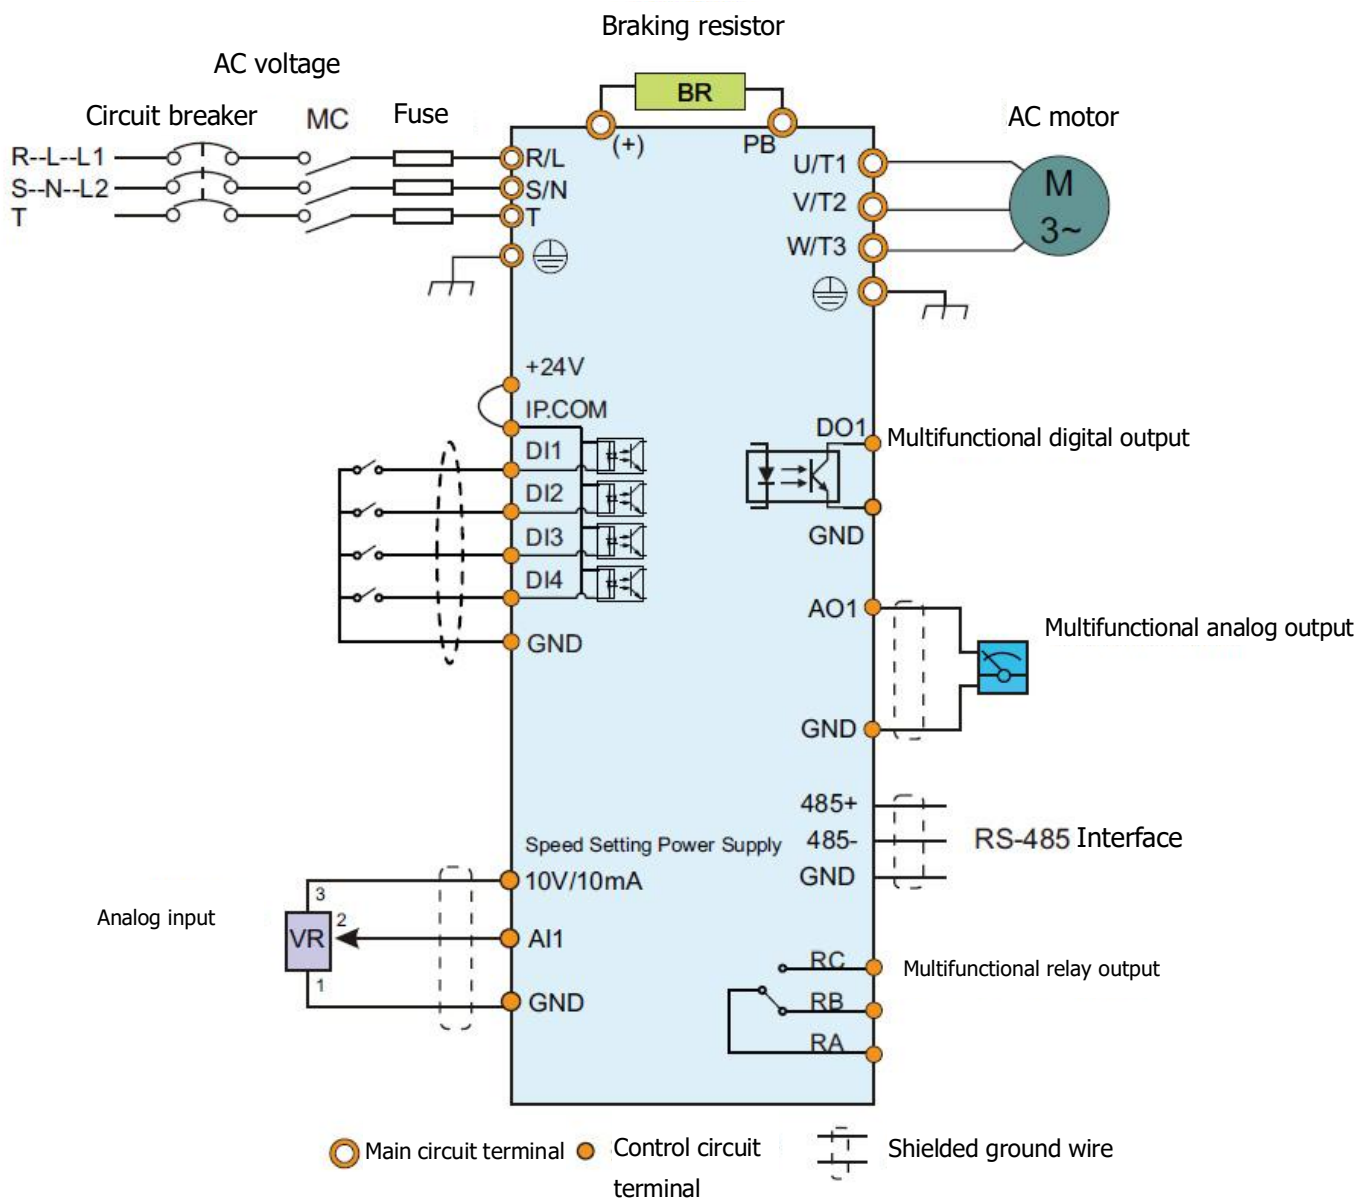 Braking resistor
AC voltage
BR
Circuit breaker MC Fuse
AC motor
(+) PB
R--L--L1 R/L U/T1
S--N--L2 S/N V/T2 M
T T W/T3 3~
+24V
IP.COM
DO1 Multifunctional digital output
DI1
DI2
DI3 GND
DI4
AO1
GND Multifunctional analog output
GND
485+
Speed Setting Power Supply 485- RS-485 Interface
10V/10mA GND
3
Analog input 2
VR AI1
RC Multifunctional relay output
1
GND RB
RA
Main circuit terminal Control circuit terminal Shielded ground wire